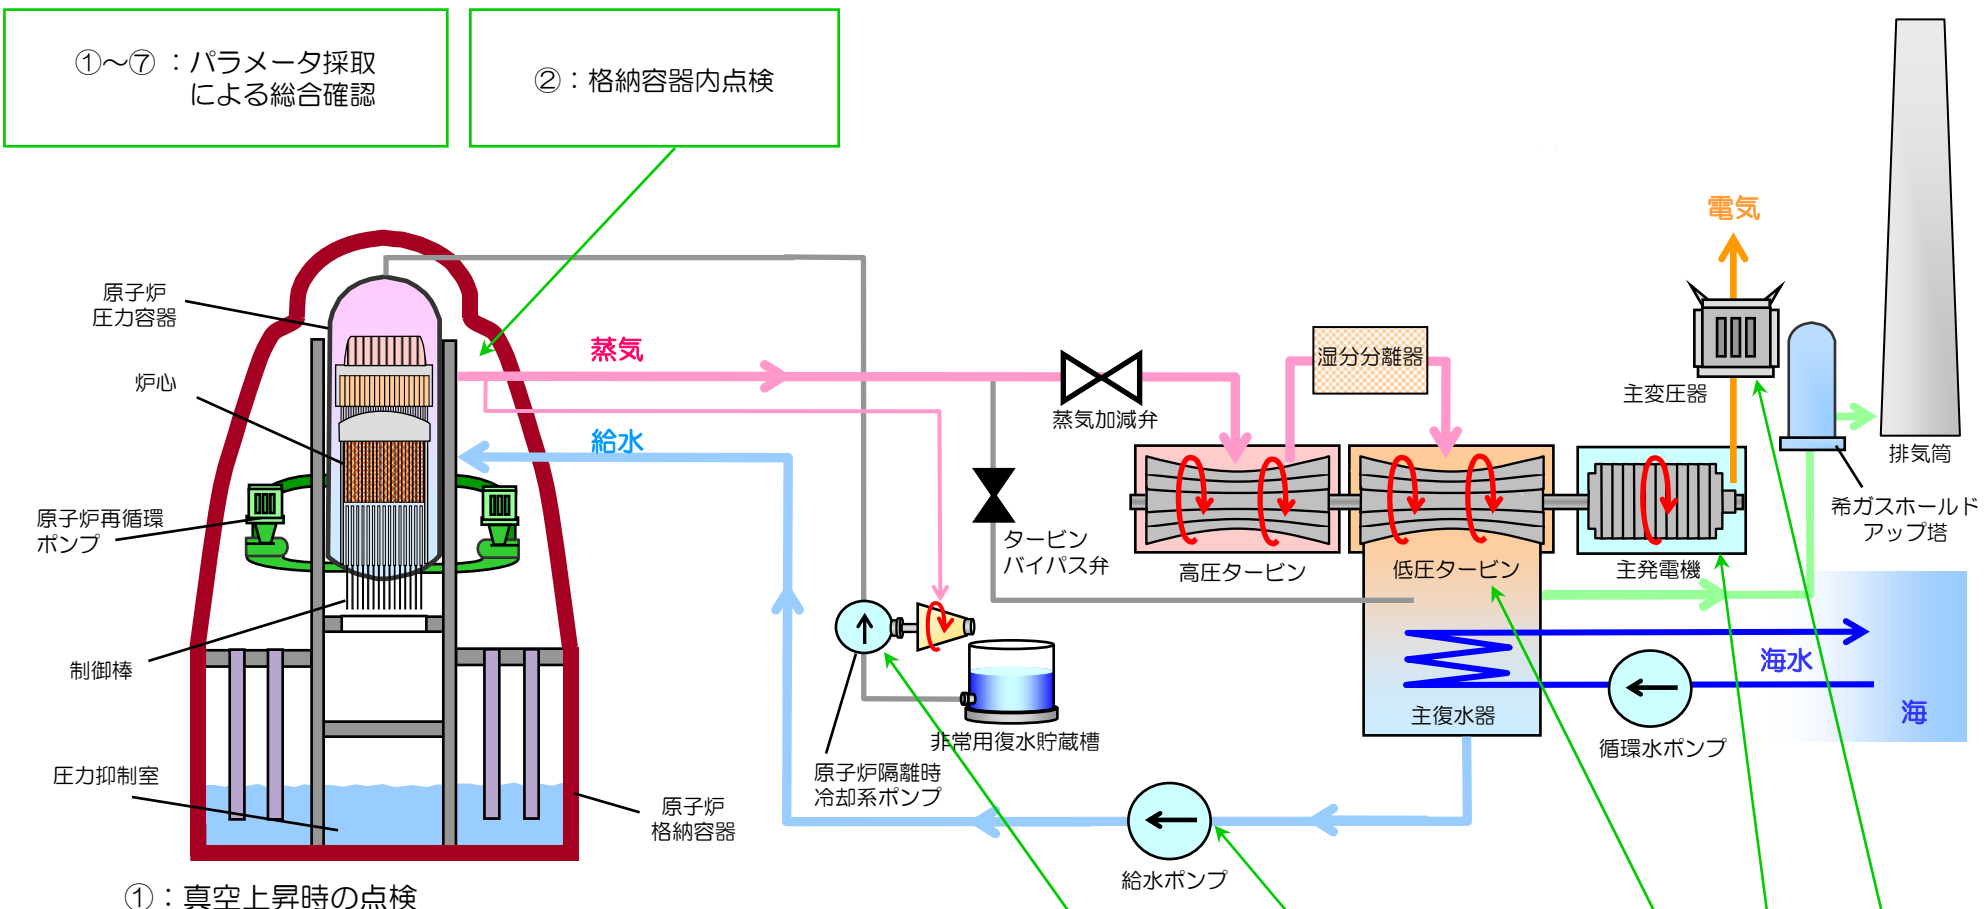 ①～⑦：パラメータ採取
による総合確認
②：格納容器内点検
電気
原子炉
圧力容器
蒸気
湿分分離器
炉心
主変圧器
蒸気加減弁
給水
排気筒
希ガスホールド
アップ塔
原子炉再循環
ポンプ
タービン
バイパス弁
高圧タービン
低圧タービン
主発電機
制御棒
海水
海
主復水器
非常用復水貯蔵槽
循環水ポンプ
圧力抑制室
原子炉隔離時
冷却系ポンプ
原子炉
格納容器
給水ポンプ
①：真空上昇時の点検